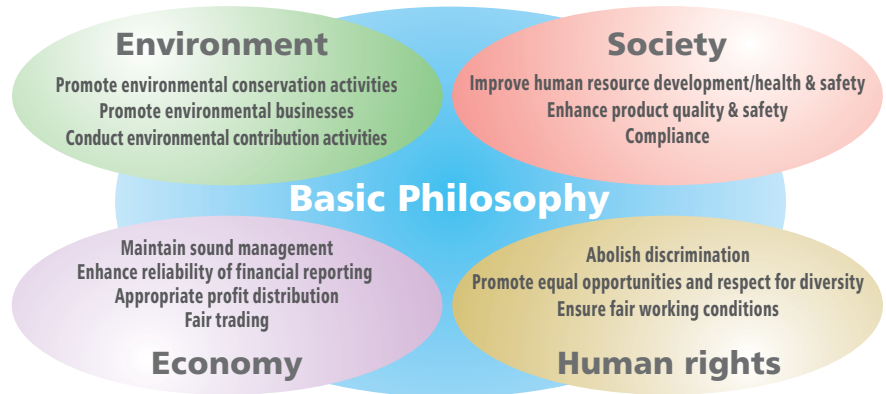 Environment
Promote environmental conservation activities
Promote environmental businesses
Conduct environmental contribution activities
Society
Improve human resource development/health & safety
Enhance product quality & safety
Compliance
Basic Philosophy
Maintain sound management
Enhance reliability of financial reporting
Appropriate profit distribution
Fair trading
Economy
Abolish discrimination
Promote equal opportunities and respect for diversity
Ensure fair working conditions
Human rights